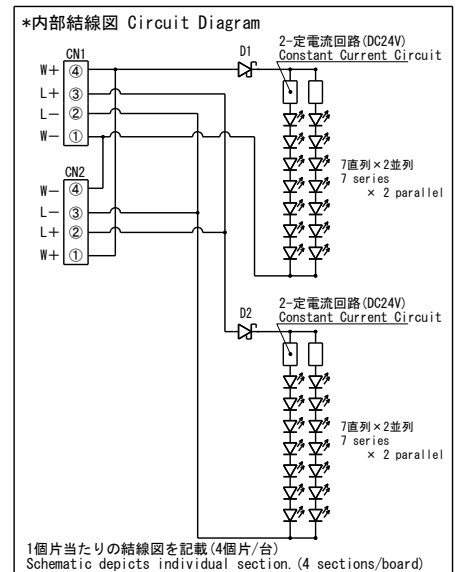 *内部結線図 Circuit Diagram
CN1
W+ ④
L+ ③
L− ②
W− ①
CN2
W− ④
L− ③
L+ ②
W+ ①
D1
2-定電流回路(DC24V)
Constant Current Circuit
7直列×2並列
7 series
× 2 parallel
D2
2-定電流回路(DC24V)
Constant Current Circuit
7直列×2並列
7 series
× 2 parallel
1個片当たりの結線図を記載(4個片/台)
Schematic depicts individual section.(4 sections/board)